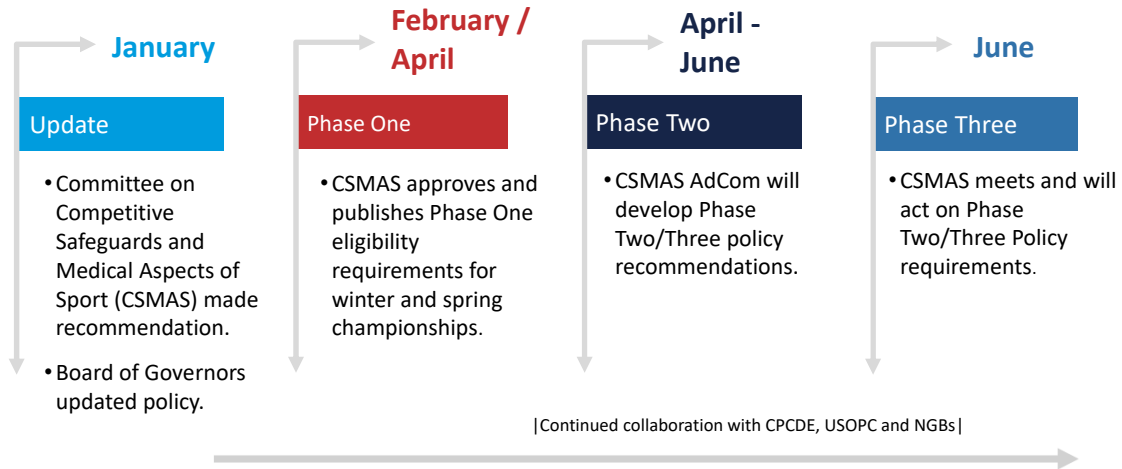 January
Update
• Committee on
Competitive
Safeguards and
Medical Aspects of
Sport (CSMAS) made
recommendation.
• Board of Governors
updated policy.
February /
April
Phase One
• CSMAS approves and
publishes Phase One
eligibility
requirements for
winter and spring
championships.
April -
June
Phase Two
• CSMAS AdCom will
develop Phase
Two/Three policy
recommendations.
June
Phase Three
• CSMAS meets and will
act on Phase
Two/Three Policy
requirements.
|Continued collaboration with CPCDE, USOPC and NGBs|